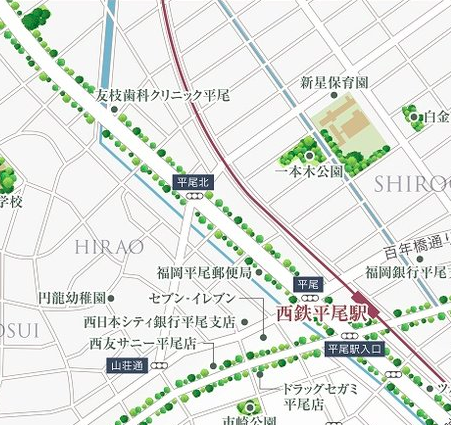 友枝歯科クリニック平尾
新星保育園
白金
一本木公園
平尾北
学校
SHIRO
HIRAO
百年橋通り
福岡平尾郵便局
福岡銀行平尾
平尾
円龍幼稚園
セブン-イレブン
西鉄平尾駅
西日本シティ銀行平尾支店
OSUI
西友サニー平尾店
平尾駅入口
山荘通
ドラッグセガミ
平尾店
市崎公園